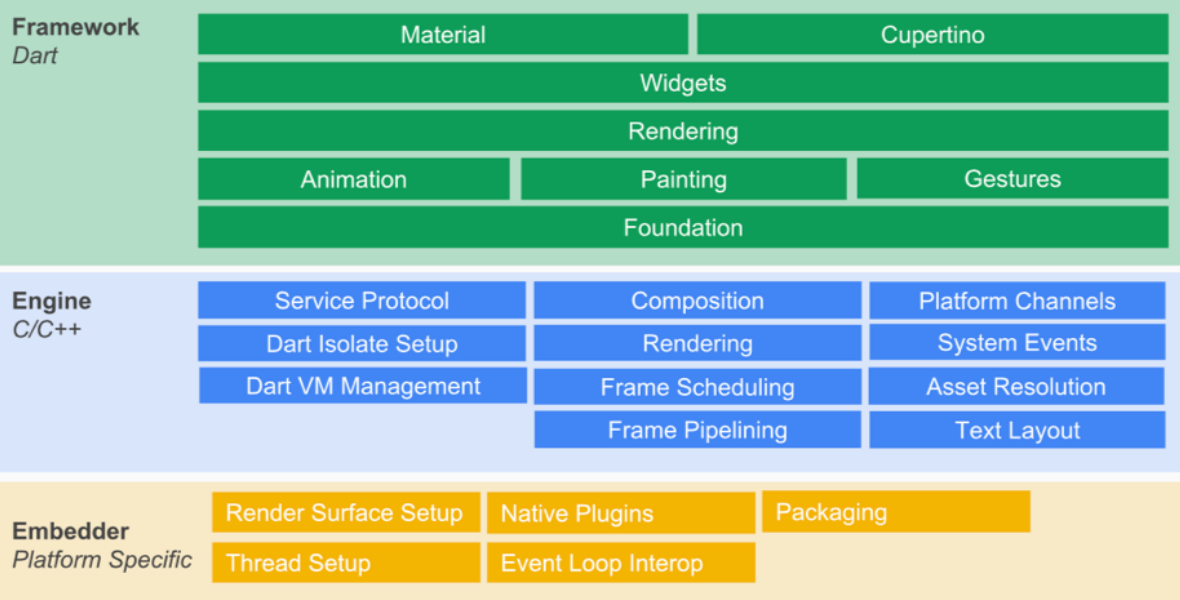 Framework
Dart
Material
Cupertino
Widgets
Rendering
Animation
Painting
Gestures
Foundation
Engine
C/C++
Service Protocol
Composition
Platform Channels
Dart Isolate Setup
Rendering
System Events
Dart VM Management
Frame Scheduling
Asset Resolution
Frame Pipelining
Text Layout
Embedder
Platform Specific
Render Surface Setup
Native Plugins
Packaging
Thread Setup
Event Loop Interop